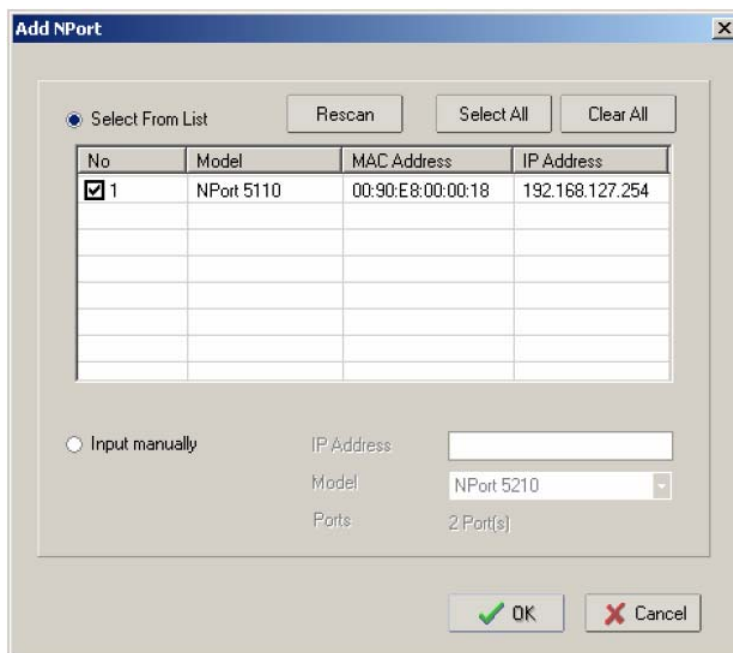 Add NPort
Select From List Rescan Select All Clear All
No Model MAC Address IP Address
1 NPort 5110 00:90:E8:00:00:18 192.168.127.254
Input manually IP Address
Model NPort 5210
Ports 2 Port(s)
OK Cancel